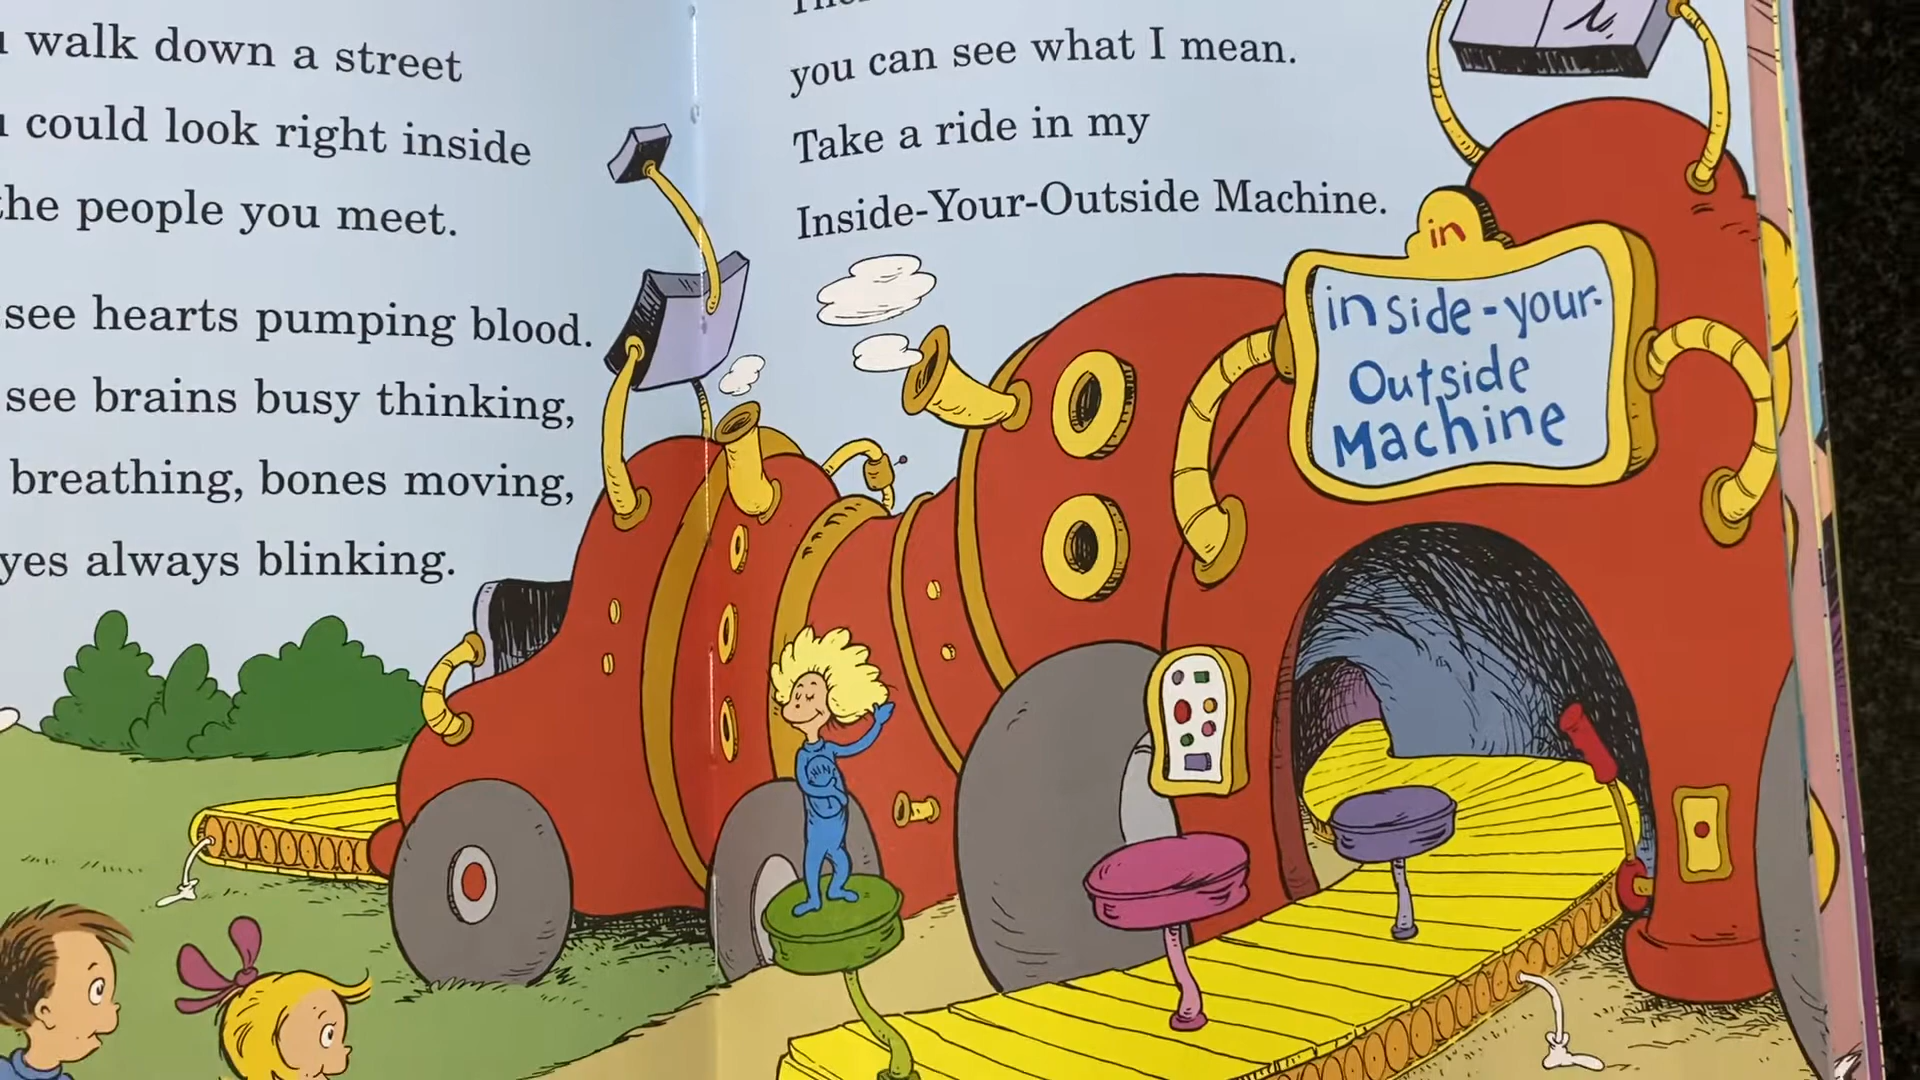 walk down a street
could look right inside
the people you meet.
see hearts pumping blood.
see brains busy thinking,
breathing, bones moving,
always blinking.
you can see what I mean.
Take a ride in my
Inside-Your-Outside Machine.
in
inside-your-
Outside
Machine